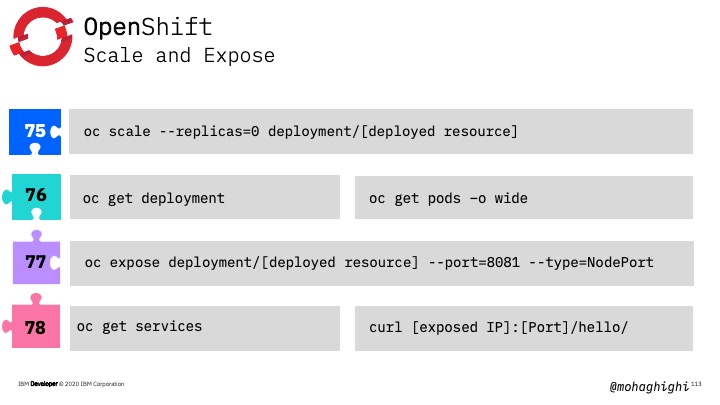 OpenShift
Scale and Expose
75
oc scale --replicas=0 deployment/[deployed resource]
76
oc get deployment
oc get pods –o wide
77
oc expose deployment/[deployed resource] --port=8081 --type=NodePort
78
oc get services
curl [exposed IP]:[Port]/hello/
IBM Developer © 2020 IBM Corporation
@mohaghighi
113